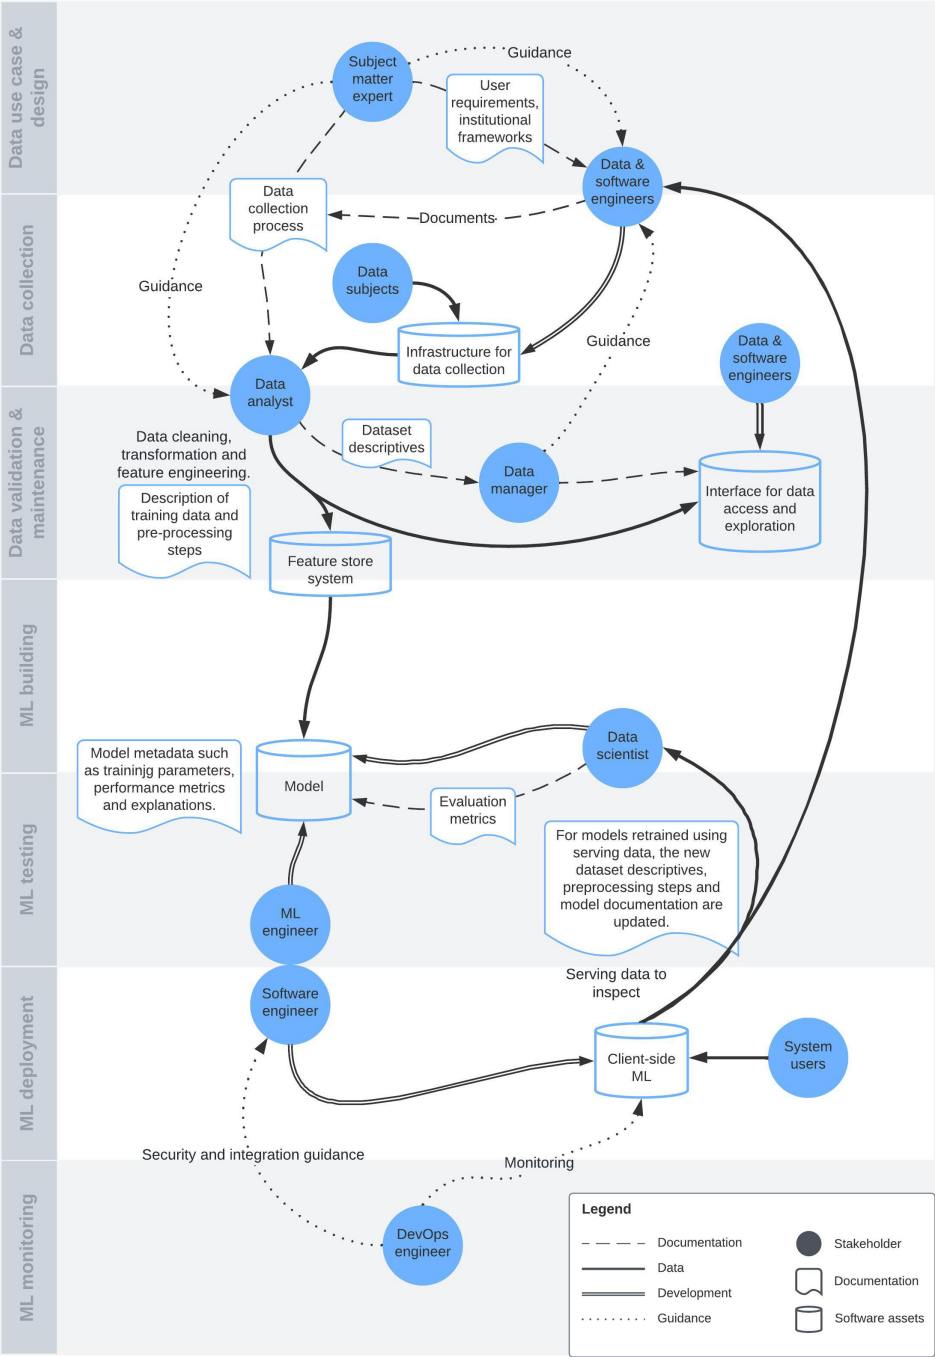 Data use case &
design
Data collection
Data validation &
maintenance
ML building
ML testing
ML deployment
ML monitoring
Subject
matter
expert
Guidance
User
requirements,
institutional
frameworks
Data &
software
engineers
Data
collection
process
Documents
Data
subjects
Guidance
Infrastructure for
data collection
Guidance
Data &
software
engineers
Data
analyst
Data cleaning,
transformation and
feature engineering.
Dataset
descriptives
Data
manager
Interface for data
access and
exploration
Description of
training data and
pre-processing
steps
Feature store
system
Data
scientist
Model metadata such
as traininjg parameters,
performance metrics
and explanations.
Model
Evaluation
metrics
For models retrained using
serving data, the new
dataset descriptives,
preprocessing steps and
model documentation are
updated.
ML
engineer
Serving data to
inspect
Software
engineer
Client-side
ML
System
users
Security and integration guidance
Monitoring
DevOps
engineer
Legend
Documentation
Data
Development
Guidance
Stakeholder
Documentation
Software assets